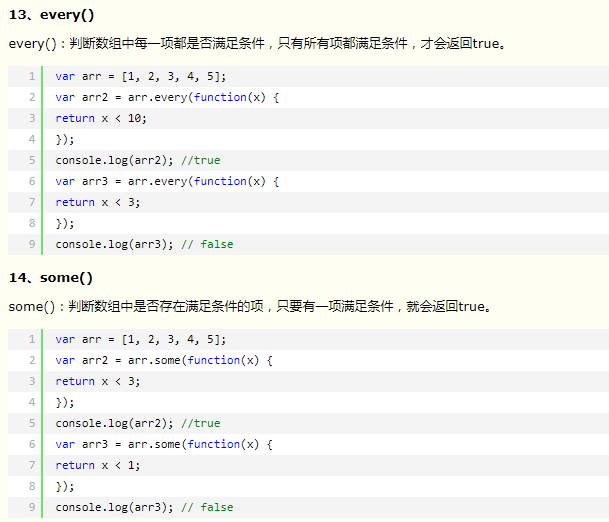 13、every()
every()：判断数组中每一项都是否满足条件，只有所有项都满足条件，才会返回true。
1 var arr = [1, 2, 3, 4, 5];
2 var arr2 = arr.every(function(x) {
3 return x < 10;
4 });
5 console.log(arr2); //true
6 var arr3 = arr.every(function(x) {
7 return x < 3;
8 });
9 console.log(arr3); // false
14、some()
some()：判断数组中是否存在满足条件的项，只要有一项满足条件，就会返回true。
1 var arr = [1, 2, 3, 4, 5];
2 var arr2 = arr.some(function(x) {
3 return x < 3;
4 });
5 console.log(arr2); //true
6 var arr3 = arr.some(function(x) {
7 return x < 1;
8 });
9 console.log(arr3); // false